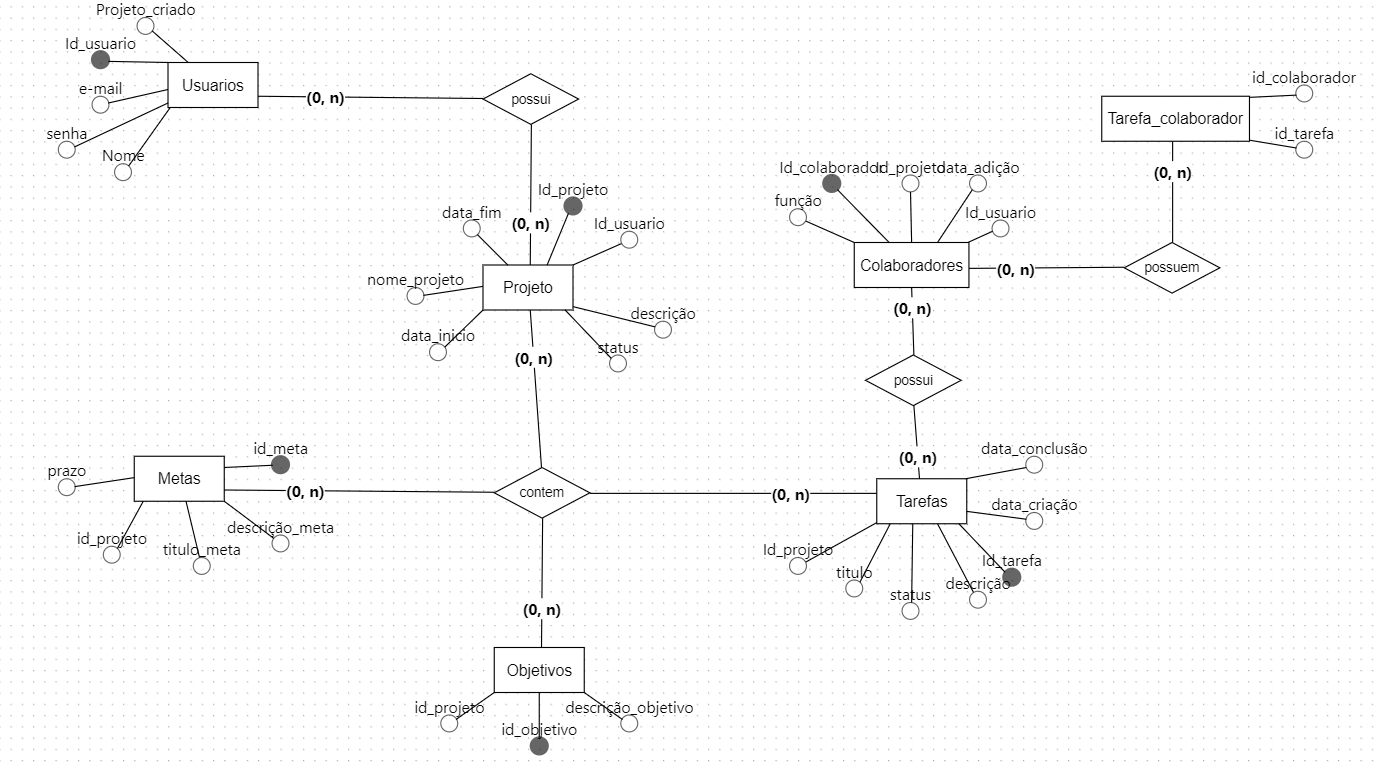 Projeto_criado
Id_usuario
Usuarios
e-mail
senha
Nome
(0, n)
possui
(0, n)
Id_projeto
data_fim
Id_usuario
nome_projeto
Projeto
data_inicio
descrição
status
(0, n)
id_colaborador
Tarefa_colaborador
id_tarefa
(0, n)
Id_colaborador
Id_projeto
data_adição
função
Id_usuario
Colaboradores
(0, n)
possuem
(0, n)
possui
(0, n)
id_meta
prazo
Metas
(0, n)
id_projeto
titulo_meta
descrição_meta
contem
(0, n)
Tarefas
data_conclusão
data_criação
Id_projeto
titulo
status
descrição
Id_tarefa
(0, n)
Objetivos
id_projeto
id_objetivo
descrição_objetivo